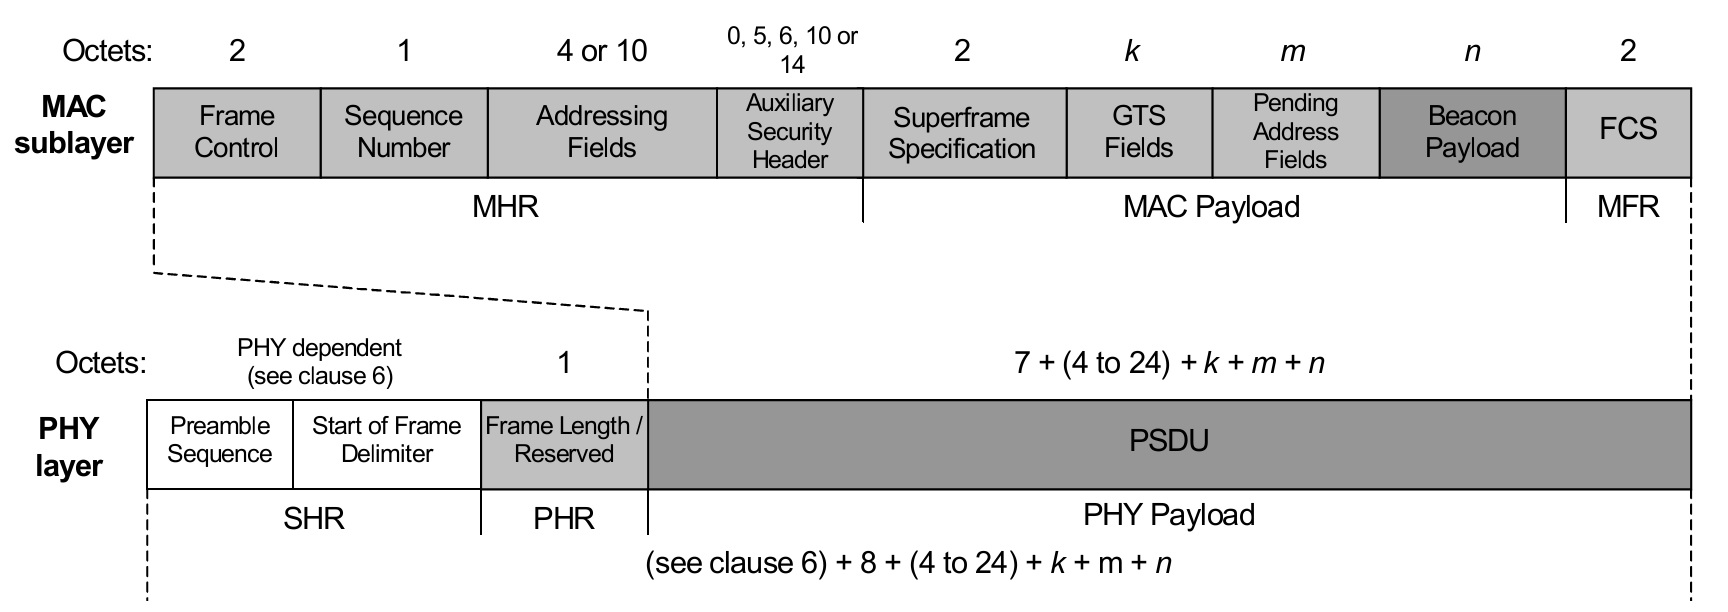 Octets: 2 1 4 or 10 0, 5, 6, 10 or 14 2 k m n 2
MAC sublayer
Frame Control
Sequence Number
Addressing Fields
Auxiliary Security Header
Superframe Specification
GTS Fields
Pending Address Fields
Beacon Payload
FCS
MHR MAC Payload MFR
Octets: PHY dependent (see clause 6) 1 7 + (4 to 24) + k + m + n
PHY layer
Preamble Sequence
Start of Frame Delimiter
Frame Length / Reserved
PSDU
SHR PHR PHY Payload
(see clause 6) + 8 + (4 to 24) + k + m + n